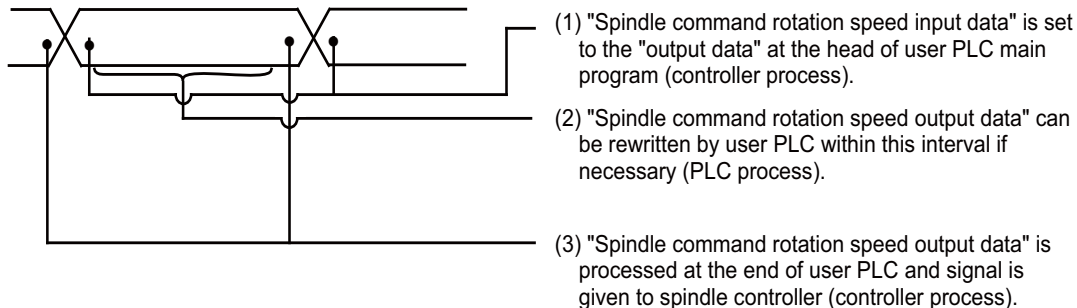 (1) "Spindle command rotation speed input data" is set
to the "output data" at the head of user PLC main
program (controller process).
(2) "Spindle command rotation speed output data" can
be rewritten by user PLC within this interval if
necessary (PLC process).
(3) "Spindle command rotation speed output data" is
processed at the end of user PLC and signal is
given to spindle controller (controller process).